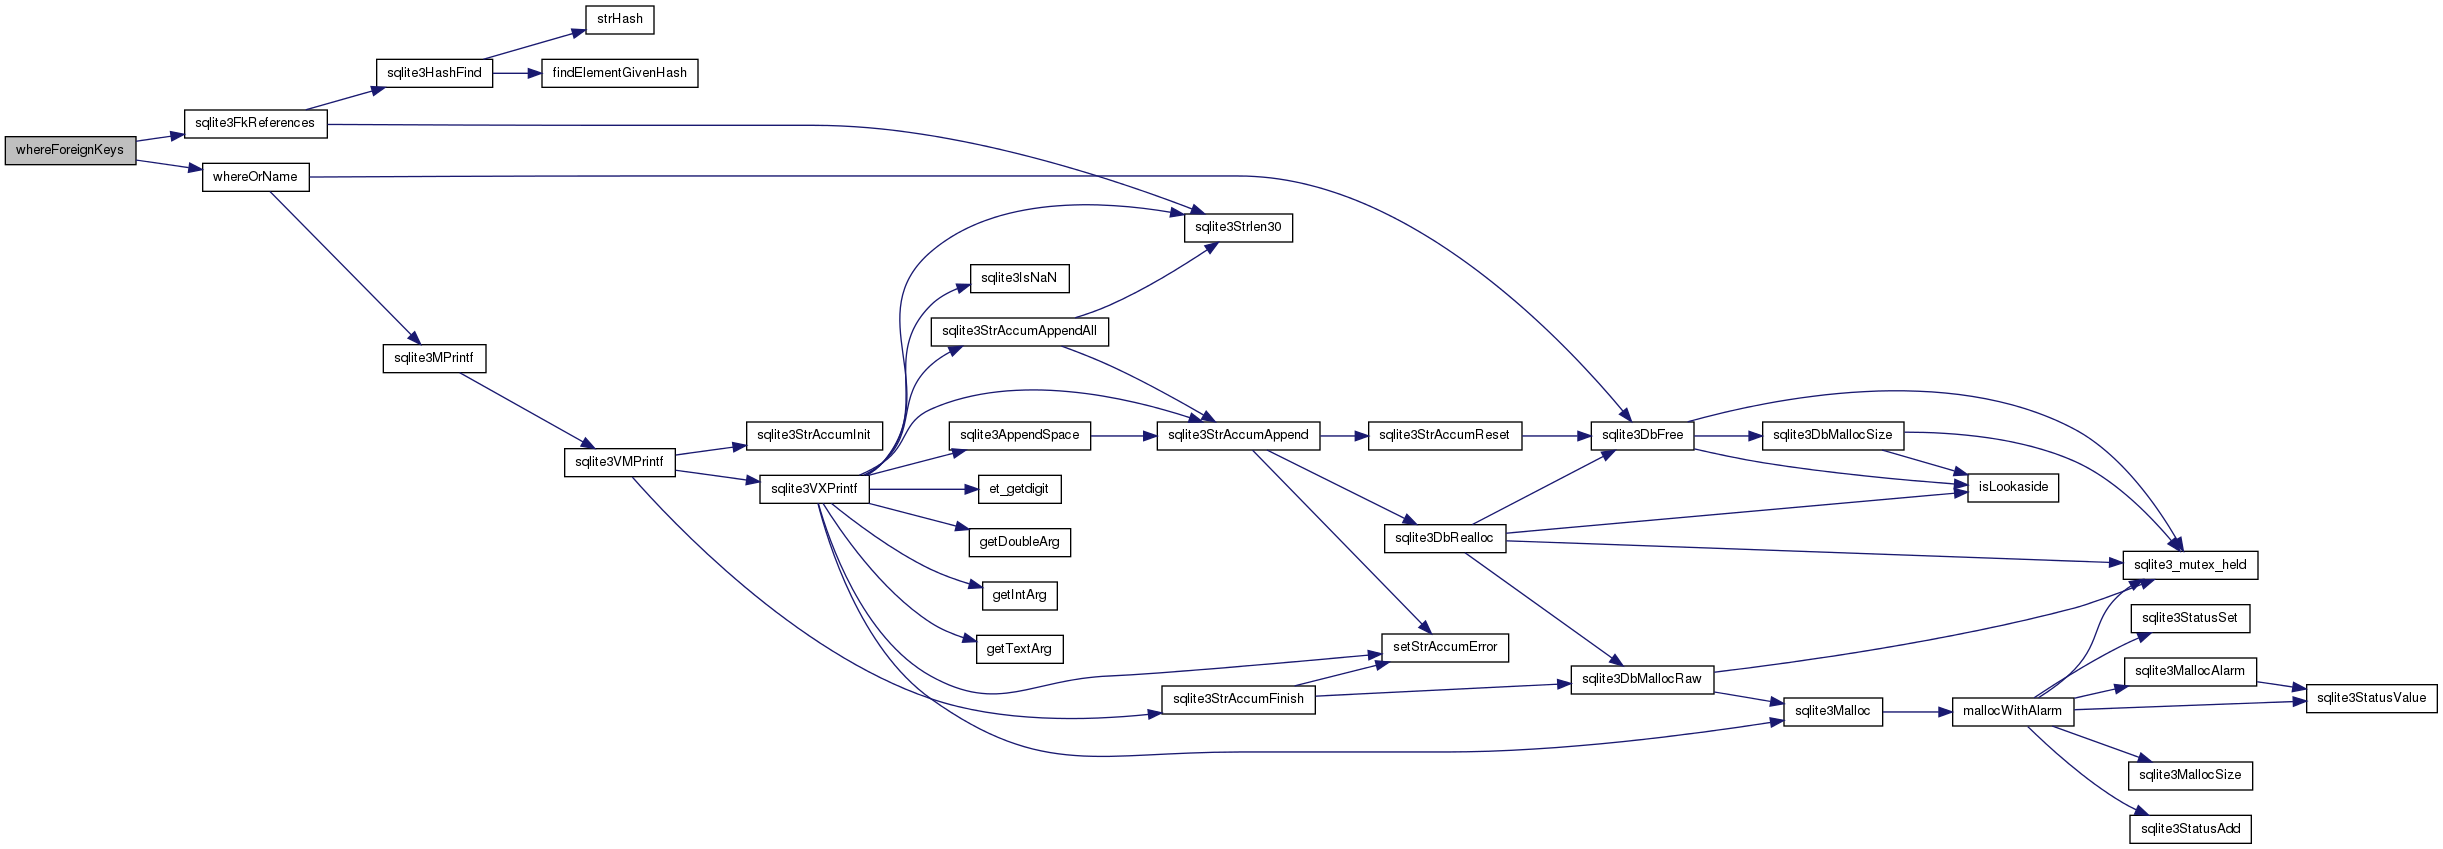 strHash
sqlite3HashFind
findElementGivenHash
sqlite3FkReferences
whereForeignKeys
whereOrName
sqlite3Strlen30
sqlite3IsNaN
sqlite3StrAccumAppendAll
sqlite3MPrintf
sqlite3StrAccumInit
sqlite3AppendSpace
sqlite3StrAccumAppend
sqlite3StrAccumReset
sqlite3DbFree
sqlite3DbMallocSize
sqlite3VMPrintf
sqlite3VXPrintf
et_getdigit
isLookaside
getDoubleArg
sqlite3DbRealloc
sqlite3_mutex_held
getIntArg
sqlite3StatusSet
getTextArg
setStrAccumError
sqlite3MallocAlarm
sqlite3DbMallocRaw
sqlite3StrAccumFinish
sqlite3StatusValue
sqlite3Malloc
mallocWithAlarm
sqlite3MallocSize
sqlite3StatusAdd